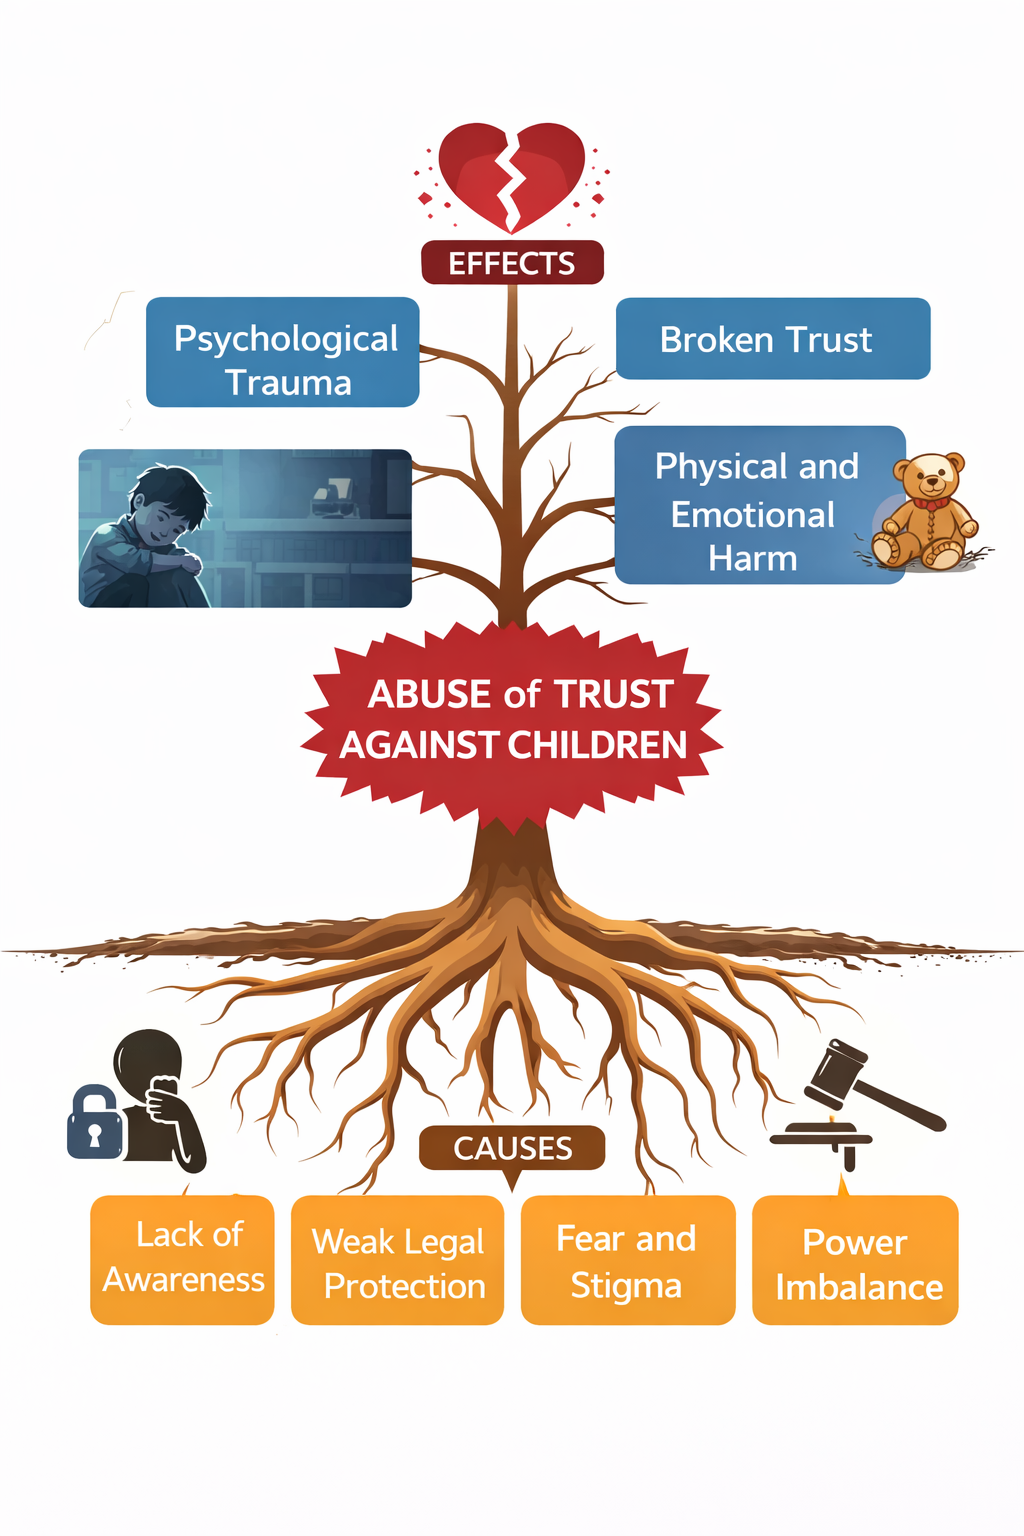 EFFECTS
Psychological
Trauma
Broken Trust
Physical and
Emotional
Harm
ABUSE of TRUST
AGAINST CHILDREN
CAUSES
Lack of
Awareness
Weak Legal
Protection
Fear and
Stigma
Power
Imbalance